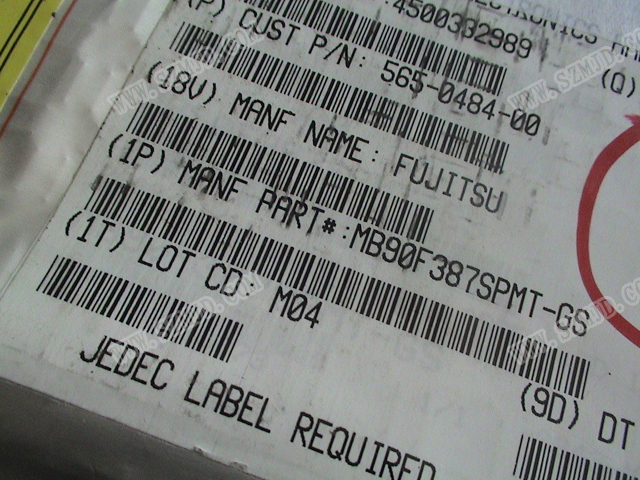 4500332989
(P) CUST P/N: 565-0484-00
(Q)
(18V) MANF NAME: FUJITSU
(1P) MANF PART#:MB90F387SPMT-GS
(1T) LOT CD M04
(9D) DT
JEDEC LABEL REQUIRED